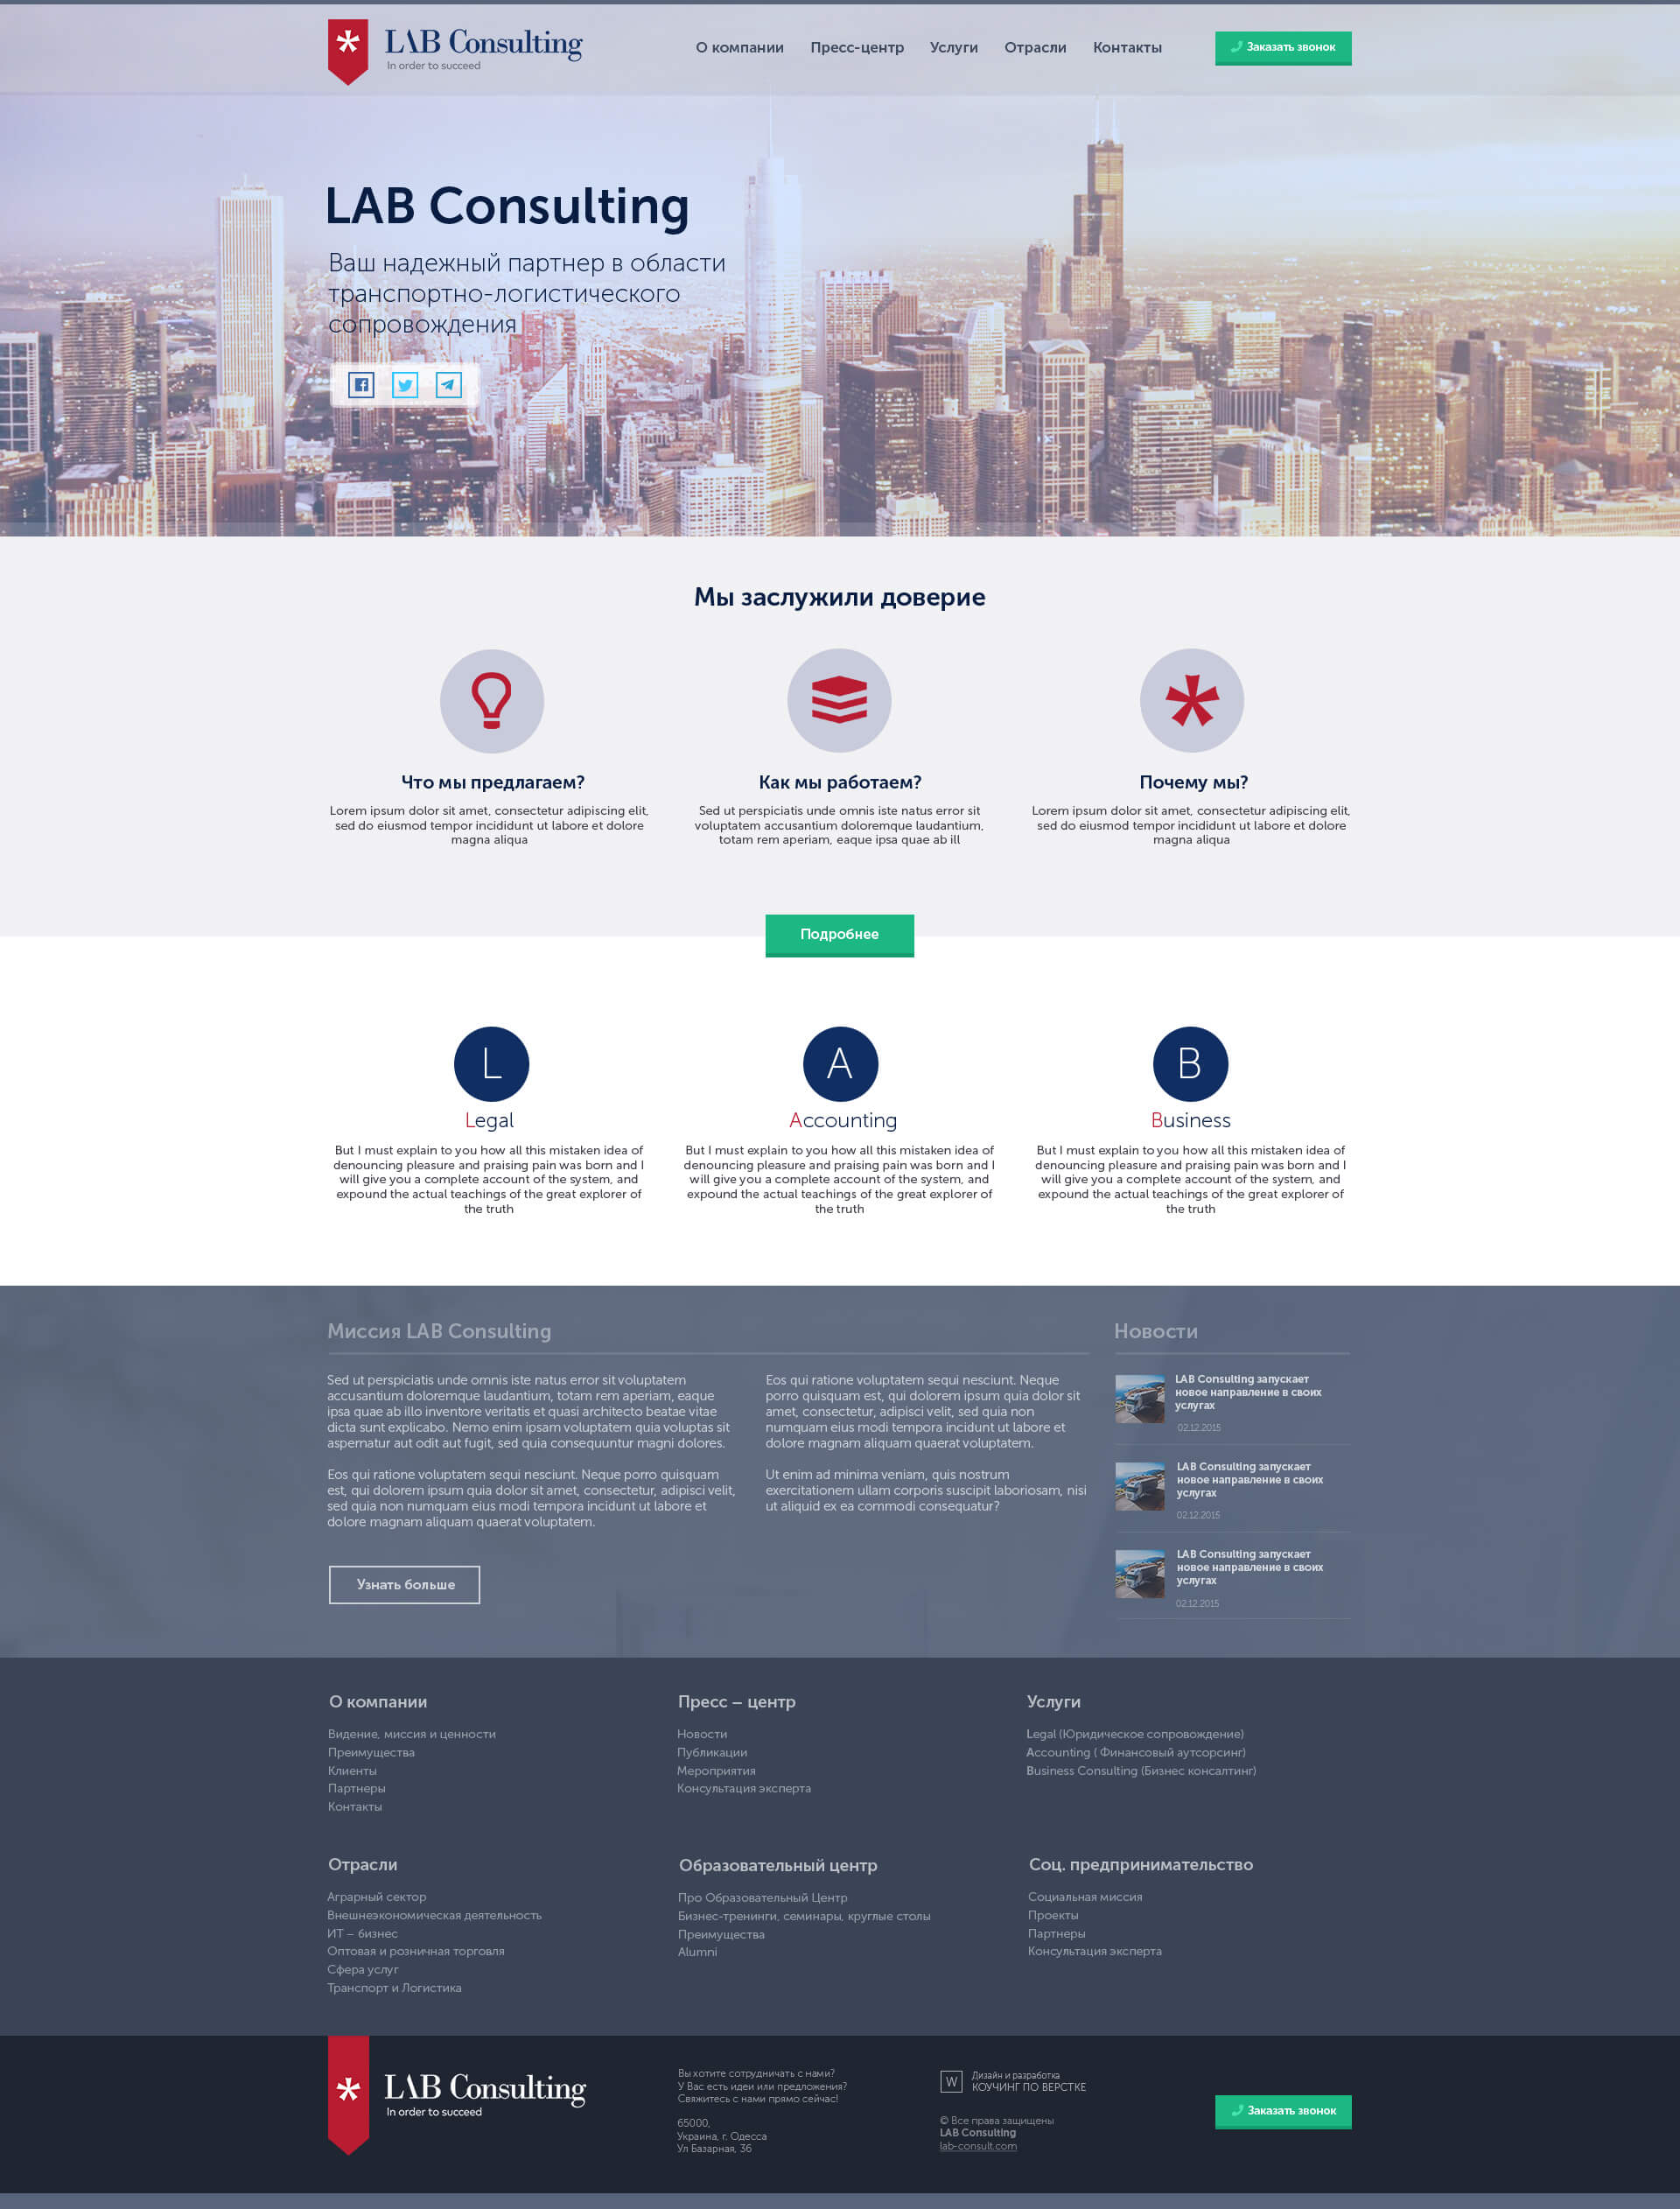 LAB Consulting
In order to succeed
О компании Пресс-центр Услуги Отрасли Контакты
Заказать звонок
LAB Consulting
Ваш надежный партнер в области
транспортно-логистического
сопровождения
Мы заслужили доверие
Что мы предлагаем?
Lorem ipsum dolor sit amet, consectetur adipiscing elit,
sed do eiusmod tempor incididunt ut labore et dolore
magna aliqua
Как мы работаем?
Sed ut perspiciatis unde omnis iste natus error sit
voluptatem accusantium doloremque laudantium,
totam rem aperiam, eaque ipsa quae ab ill
Почему мы?
Lorem ipsum dolor sit amet, consectetur adipiscing elit,
sed do eiusmod tempor incididunt ut labore et dolore
magna aliqua
Подробнее
L
Legal
But I must explain to you how all this mistaken idea of
denouncing pleasure and praising pain was born and I
will give you a complete account of the system, and
expound the actual teachings of the great explorer of
the truth
A
Accounting
But I must explain to you how all this mistaken idea of
denouncing pleasure and praising pain was born and I
will give you a complete account of the system, and
expound the actual teachings of the great explorer of
the truth
B
Business
But I must explain to you how all this mistaken idea of
denouncing pleasure and praising pain was born and I
will give you a complete account of the system, and
expound the actual teachings of the great explorer of
the truth
Миссия LAB Consulting
Sed ut perspiciatis unde omnis iste natus error sit voluptatem
accusantium doloremque laudantium, totam rem aperiam, eaque
ipsa quae ab illo inventore veritatis et quasi architecto beatae vitae
dicta sunt explicabo. Nemo enim ipsam voluptatem quia voluptas sit
aspernatur aut odit aut fugit, sed quia consequuntur magni dolores.
Eos qui ratione voluptatem sequi nesciunt. Neque porro quisquam
est, qui dolorem ipsum quia dolor sit amet, consectetur, adipisci velit,
sed quia non numquam eius modi tempora incidunt ut labore et
dolore magnam aliquam quaerat voluptatem.
Eos qui ratione voluptatem sequi nesciunt. Neque
porro quisquam est, qui dolorem ipsum quia dolor sit
amet, consectetur, adipisci velit, sed quia non
numquam eius modi tempora incidunt ut labore et
dolore magnam aliquam quaerat voluptatem.
Ut enim ad minima veniam, quis nostrum
exercitationem ullam corporis suscipit laboriosam, nisi
ut aliquid ex ea commodi consequatur?
Узнать больше
Новости
LAB Consulting запускает
новое направление в своих
услугах
02.12.2015
LAB Consulting запускает
новое направление в своих
услугах
02.12.2015
LAB Consulting запускает
новое направление в своих
услугах
02.12.2015
О компании
Видение, миссия и ценности
Преимущества
Клиенты
Партнеры
Контакты
Пресс – центр
Новости
Публикации
Мероприятия
Консультация эксперта
Услуги
Legal (Юридическое сопровождение)
Accounting ( Финансовый аутсорсинг)
Business Consulting (Бизнес консалтинг)
Отрасли
Аграрный сектор
Внешнеэкономическая деятельность
ИТ – бизнес
Оптовая и розничная торговля
Сфера услуг
Транспорт и Логистика
Образовательный центр
Про Образовательный Центр
Бизнес-тренинги, семинары, круглые столы
Преимущества
Alumni
Соц. предпринимательство
Социальная миссия
Проекты
Партнеры
Консультация эксперта
LAB Consulting
In order to succeed
Вы хотите сотрудничать с нами?
У Вас есть идеи или предложения?
Свяжитесь с нами прямо сейчас!
65000,
Украина, г. Одесса
Ул Базарная, 36
W
Дизайн и разработка
КОУЧИНГ ПО ВЕРСТКЕ
© Все права защищены
LAB Consulting
lab-consult.com
Заказать звонок